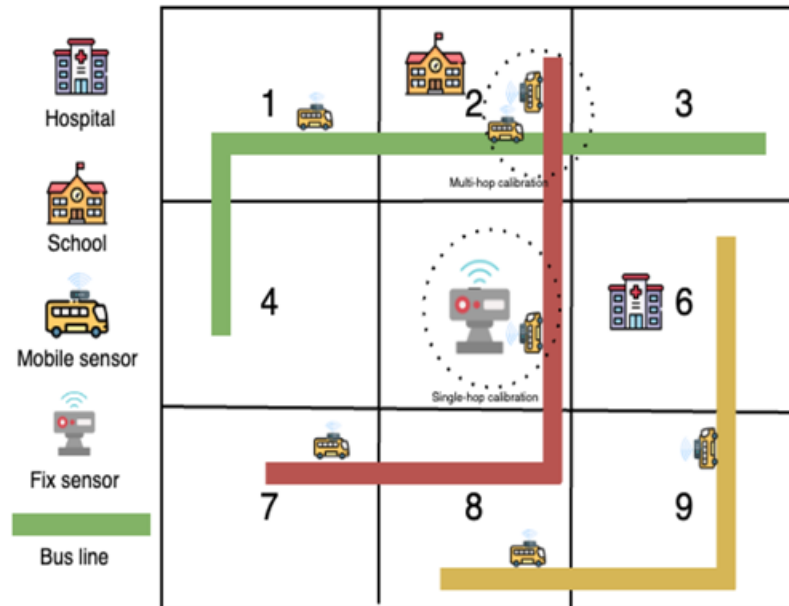 Hospital
School
Mobile sensor
Fix sensor
Bus line
1
2
3
Multi-hop calibration
4
6
Single-hop calibration
7
8
9